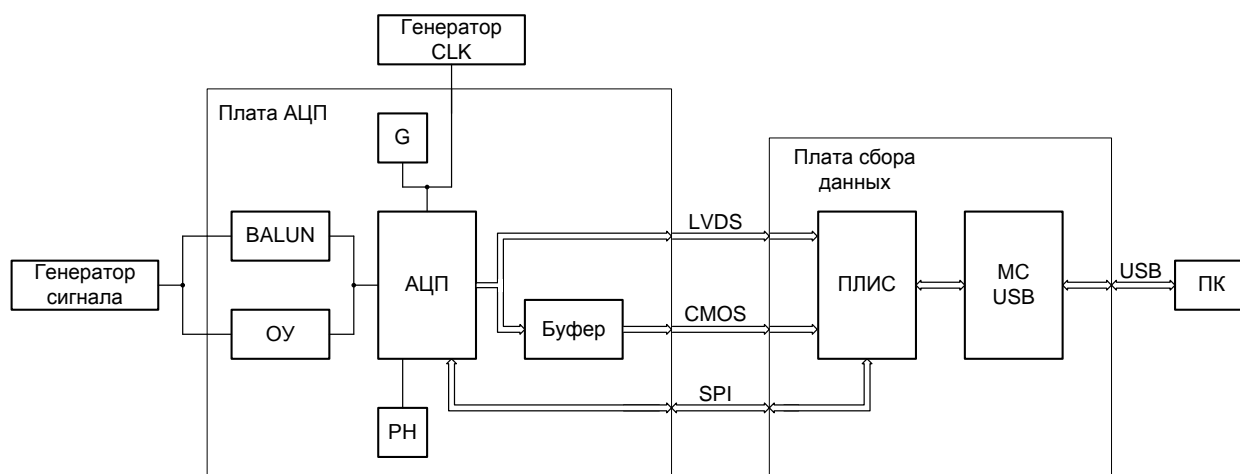 Генератор
CLK
Плата АЦП
G
Плата сбора
данных
BALUN
LVDS
Генератор
сигнала
АЦП
ПЛИС
МС
USB
USB
ПК
ОУ
Буфер
CMOS
SPI
РН